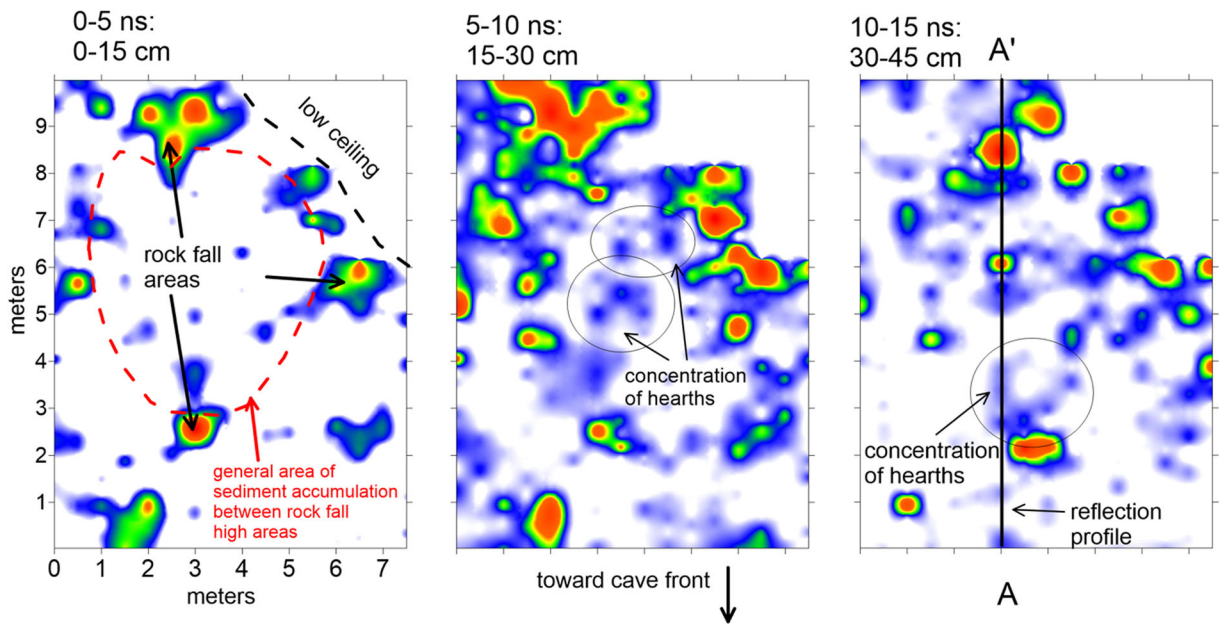 0-5 ns:
0-15 cm
low ceiling
rock fall
areas
general area of
sediment accumulation
between rock fall
high areas
9
8
7
6
5
4
3
2
1
0
meters
0 1 2 3 4 5 6 7
meters
5-10 ns:
15-30 cm
concentration
of hearths
toward cave front
10-15 ns:
30-45 cm
A'
concentration
of hearths
reflection
profile
A